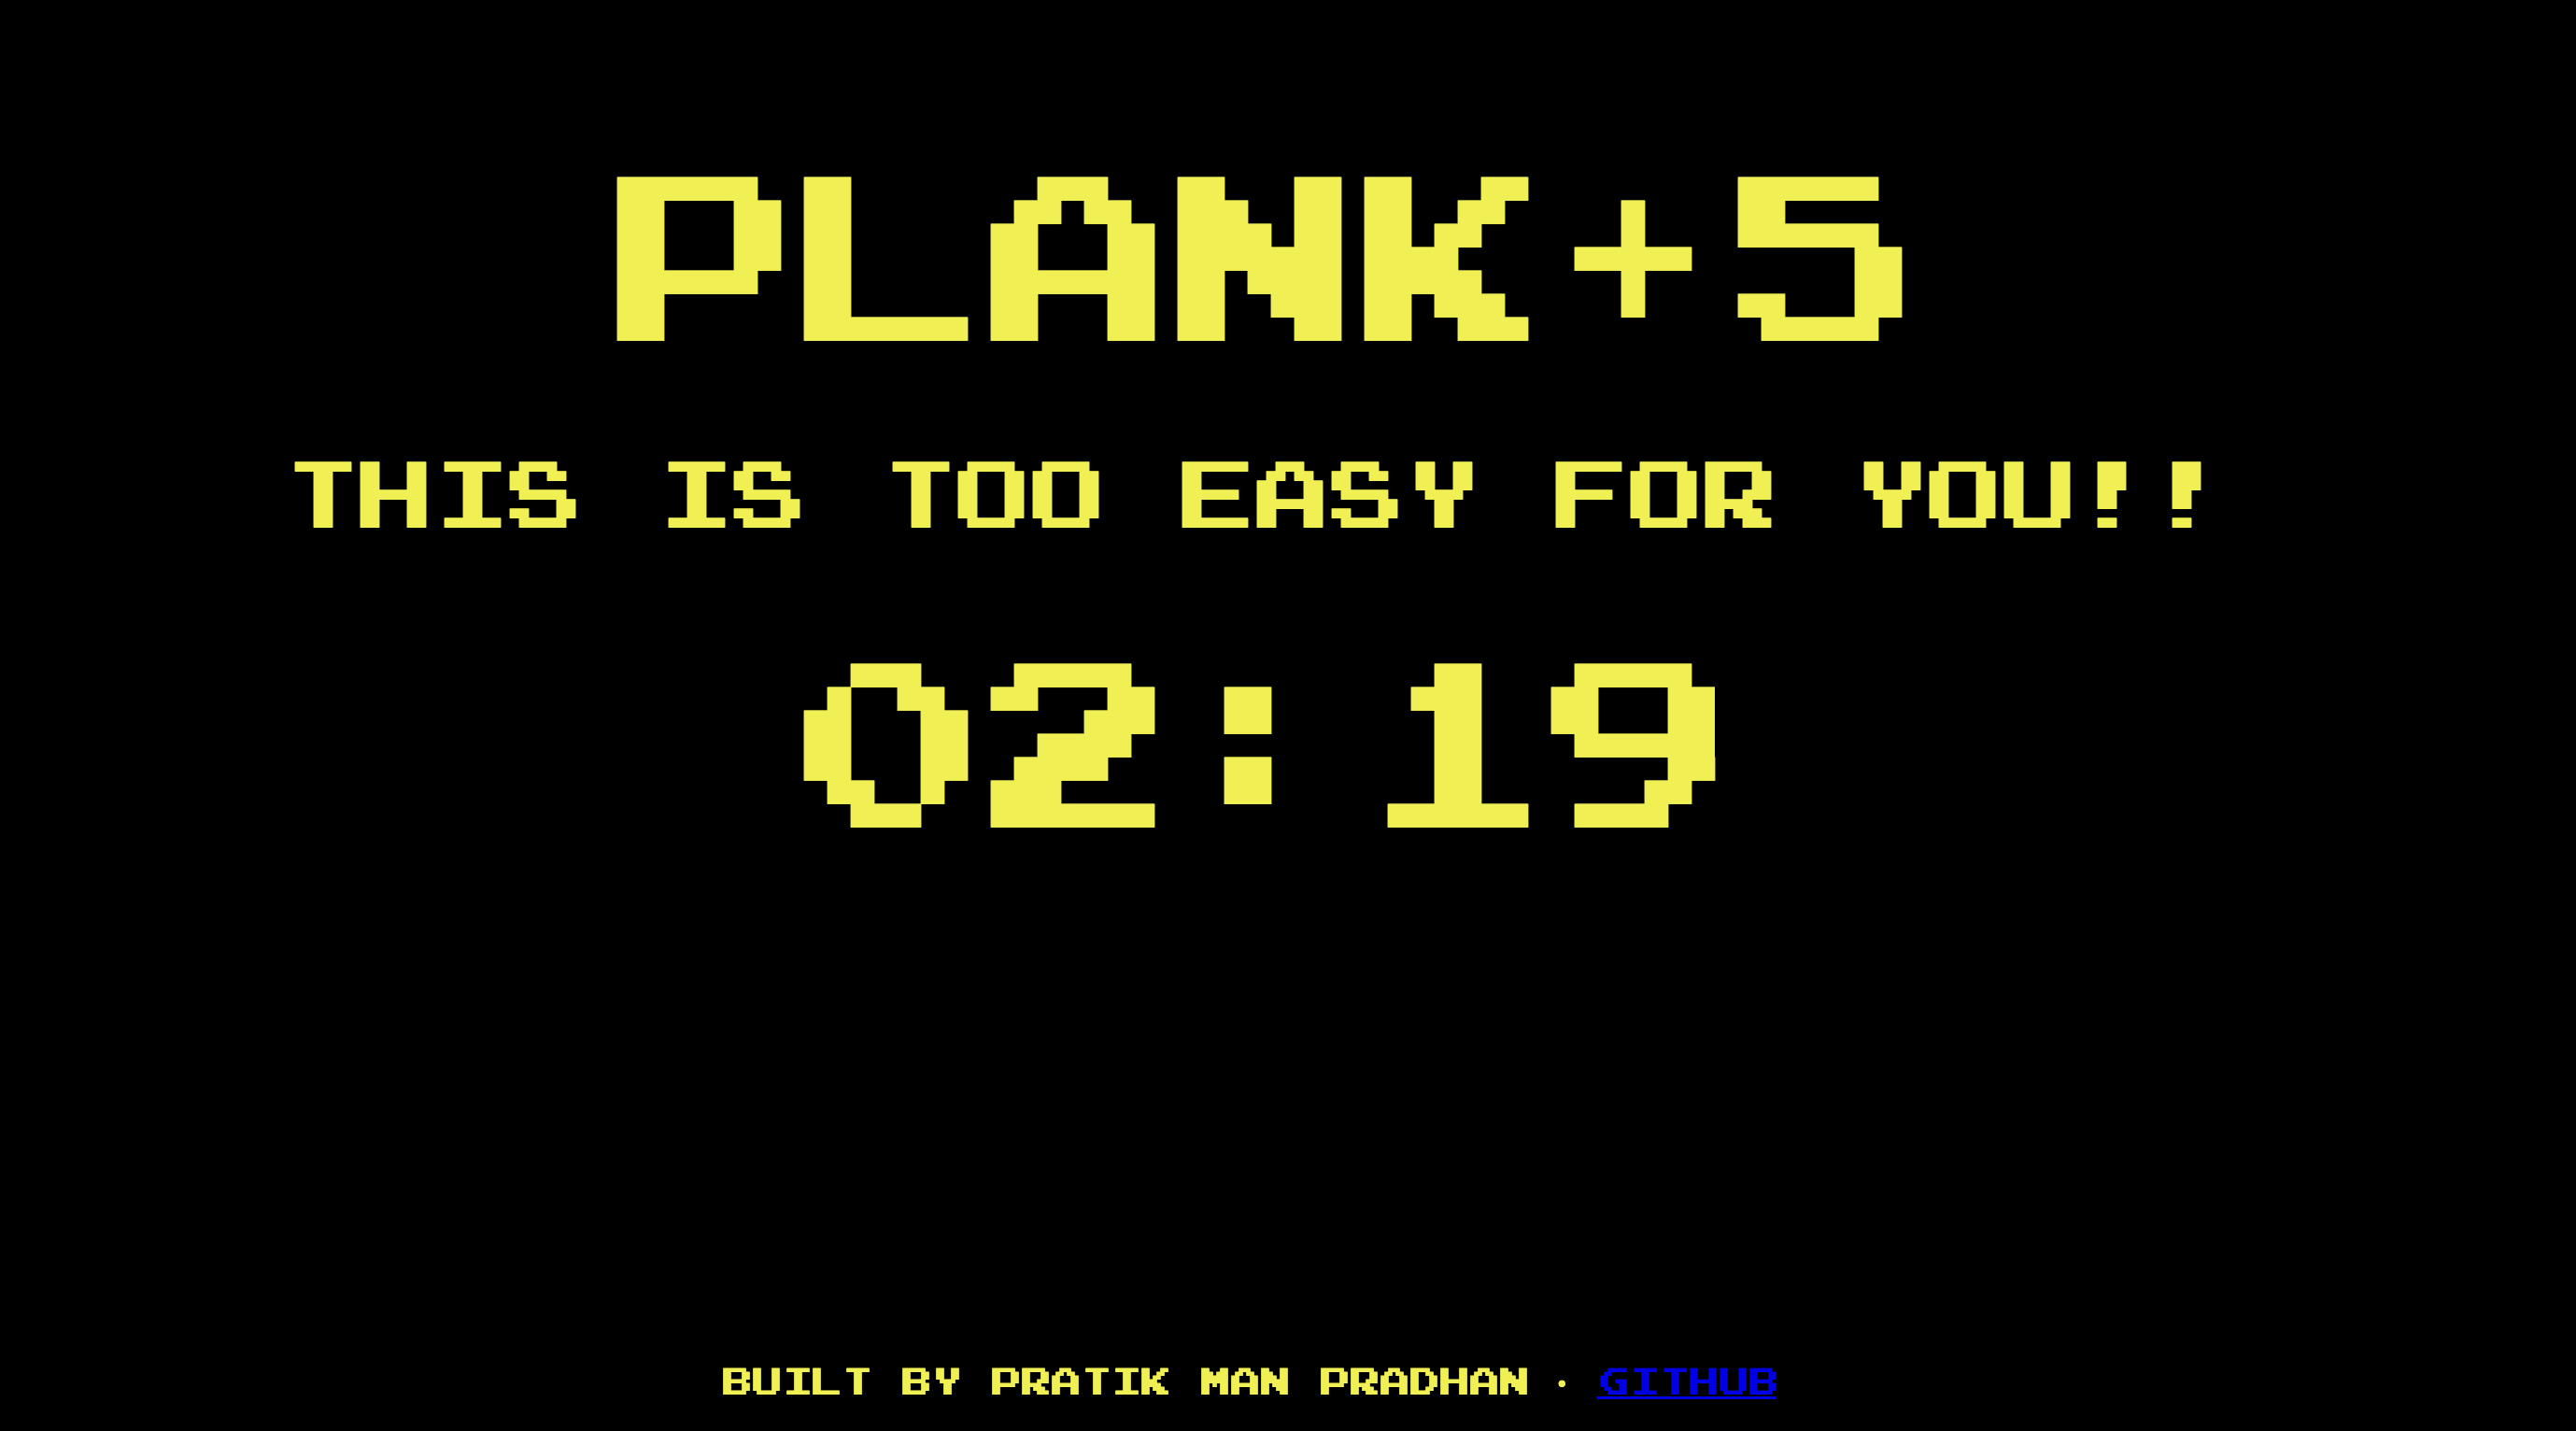 PLANK+5
THIS IS TOO EASY FOR YOU!!
02:19
BUILT BY PRATIK MAN PRADHAN · GITHUB